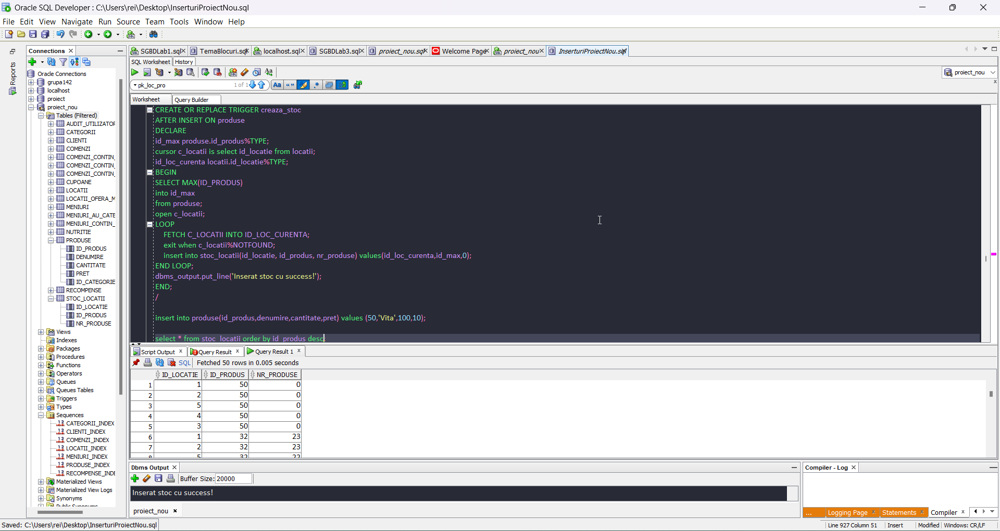 Oracle SQL Developer : C:\Users\rei\Desktop\InserturiProiectNou.sql
File Edit View Navigate Run Source Team Tools Window Help
Reports
Connections
Oracle Connections
grupa142
localhost
proiect
proiect_nou
Tables (Filtered)
AUDIT_UTILIZATOR
CATEGORII
CLIENTI
COMENZI
COMENZI_CONTIN_
COMENZI_CONTIN_
COMENZI_CONTIN_
CUPOANE
LOCATII
LOCATII_OFERA_M
MENIURI
MENIURI_AU_CATE
MENIURI_CONTIN_
NUTRITIE
PRODUSE
ID_PRODUS
DENUMIRE
CANTITATE
PRET
ID_CATEGORIE
RECOMPENSE
STOC_LOCATII
ID_LOCATIE
ID_PRODUS
NR_PRODUSE
Views
Indexes
Packages
Procedures
Functions
Operators
Queues
Queues Tables
Triggers
Types
Sequences
CATEGORII_INDEX
CLIENTI_INDEX
COMENZI_INDEX
LOCATII_INDEX
MENIURI_INDEX
PRODUSE_INDEX
RECOMPENSE_INDE
Materialized Views
Materialized View Logs
Synonyms
Public Synonyms
SGBDLab1.sql TemaBlocuri.sql localhost.sql SGBDLab3.sql proiect_nou.sql Welcome Page proiect_nou InserturiProiectNou.sql
SQL Worksheet History
proiect_nou
pk_loc_pro 1 of 1 Aa
Worksheet Query Builder
CREATE OR REPLACE TRIGGER creaza_stoc
AFTER INSERT ON produse
DECLARE
id_max produse.id_produs%TYPE;
cursor c_locatii is select id_locatie from locatii;
id_loc_curenta locatii.id_locatie%TYPE;
BEGIN
SELECT MAX(ID_PRODUS)
into id_max
from produse;
open c_locatii;
LOOP
FETCH C_LOCATII INTO ID_LOC_CURENTA;
exit when c_locatii%NOTFOUND;
insert into stoc_locatii(id_locatie, id_produs, nr_produse) values(id_loc_curenta,id_max,0);
END LOOP;
dbms_output.put_line('Inserat stoc cu success!');
END;
/
insert into produse(id_produs,denumire,cantitate,pret) values (50,'Vita',100,10);
select * from stoc_locatii order by id_produs desc;
Script Output Query Result Query Result 1
SQL Fetched 50 rows in 0.005 seconds
ID_LOCATIE ID_PRODUS NR_PRODUSE
1 1 50 0
2 2 50 0
3 5 50 0
4 4 50 0
5 3 50 0
6 1 32 23
7 2 32 23
8 5 32 22
Dbms Output
Buffer Size: 20000
Inserat stoc cu success!
proiect_nou
Compiler - Log
... Logging Page Statements Compiler
Saved: C:\Users\rei\Desktop\InserturiProiectNou.sql
Line 927 Column 51 Insert Modified Windows: CR/LF